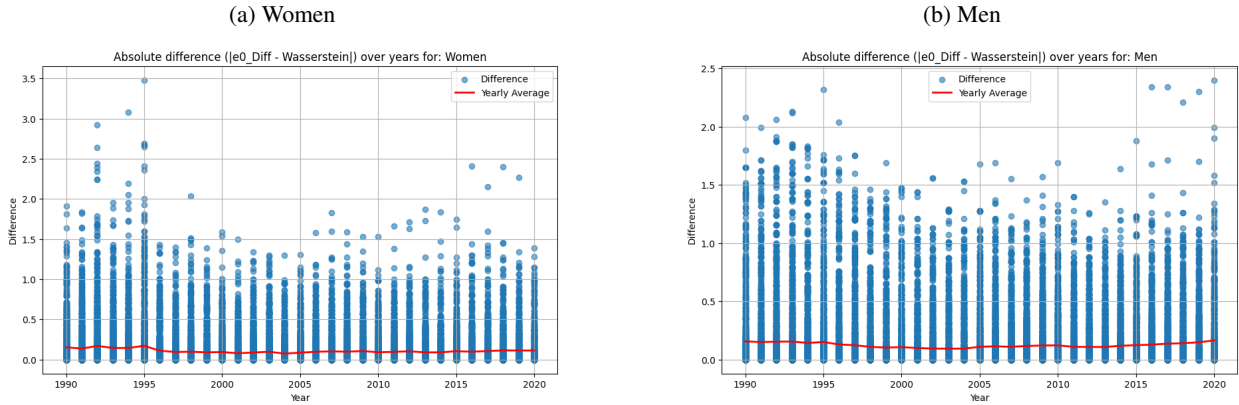 (a) Women
Absolute difference (|e0_Diff - Wasserstein|) over years for: Women
Difference
Yearly Average
3.5
3.0
2.5
2.0
1.5
1.0
0.5
0.0
Difference
1990
1995
2000
2005
2010
2015
2020
Year
(b) Men
Absolute difference (|e0_Diff - Wasserstein|) over years for: Men
Difference
Yearly Average
2.5
2.0
1.5
1.0
0.5
0.0
Difference
1990
1995
2000
2005
2010
2015
2020
Year